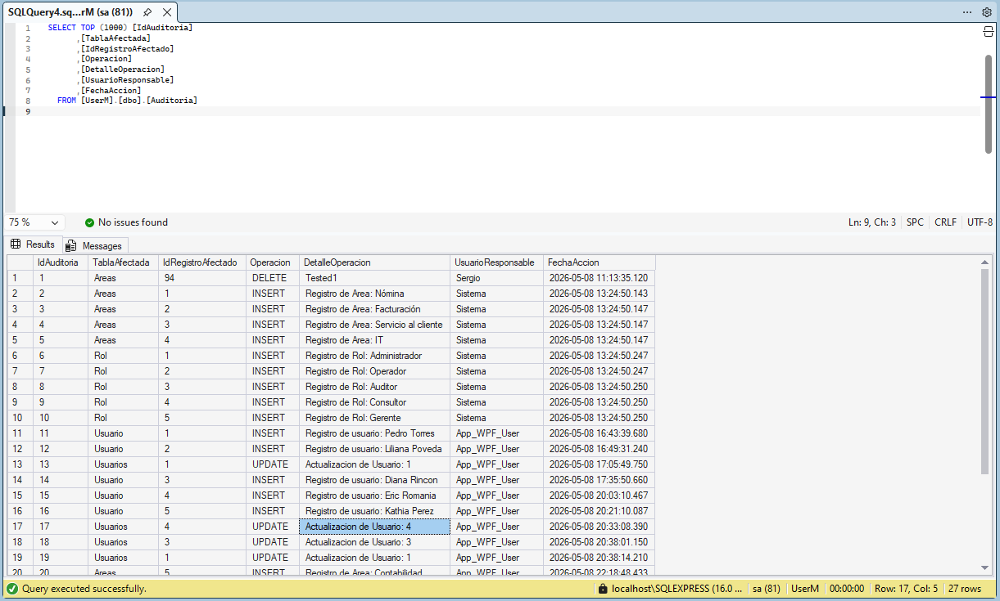 SQLQuery4.sq...rM (sa (81))
1 SELECT TOP (1000) [IdAuditoria]
2 ,[TablaAfectada]
3 ,[IdRegistroAfectado]
4 ,[Operacion]
5 ,[DetalleOperacion]
6 ,[UsuarioResponsable]
7 ,[FechaAccion]
8 FROM [UserM].[dbo].[Auditoria]
9
75 % No issues found Ln: 9, Ch: 3 SPC CRLF UTF-8
Results Messages
IdAuditoria TablaAfectada IdRegistroAfectado Operacion DetalleOperacion UsuarioResponsable FechaAccion
1 1 Areas 94 DELETE Tested1 Sergio 2026-05-08 11:13:35.120
2 2 Areas 1 INSERT Registro de Area: Nómina Sistema 2026-05-08 13:24:50.143
3 3 Areas 2 INSERT Registro de Area: Facturación Sistema 2026-05-08 13:24:50.147
4 4 Areas 3 INSERT Registro de Area: Servicio al cliente Sistema 2026-05-08 13:24:50.147
5 5 Areas 4 INSERT Registro de Area: IT Sistema 2026-05-08 13:24:50.147
6 6 Rol 1 INSERT Registro de Rol: Administrador Sistema 2026-05-08 13:24:50.247
7 7 Rol 2 INSERT Registro de Rol: Operador Sistema 2026-05-08 13:24:50.247
8 8 Rol 3 INSERT Registro de Rol: Auditor Sistema 2026-05-08 13:24:50.250
9 9 Rol 4 INSERT Registro de Rol: Consultor Sistema 2026-05-08 13:24:50.250
10 10 Rol 5 INSERT Registro de Rol: Gerente Sistema 2026-05-08 13:24:50.250
11 11 Usuario 1 INSERT Registro de usuario: Pedro Torres App_WPF_User 2026-05-08 16:43:39.680
12 12 Usuario 2 INSERT Registro de usuario: Liliana Poveda App_WPF_User 2026-05-08 16:49:31.240
13 13 Usuarios 1 UPDATE Actualizacion de Usuario: 1 App_WPF_User 2026-05-08 17:05:49.750
14 14 Usuario 3 INSERT Registro de usuario: Diana Rincon App_WPF_User 2026-05-08 17:35:50.660
15 15 Usuario 4 INSERT Registro de usuario: Eric Romania App_WPF_User 2026-05-08 20:03:10.467
16 16 Usuario 5 INSERT Registro de usuario: Kathia Perez App_WPF_User 2026-05-08 20:21:10.087
17 17 Usuarios 4 UPDATE Actualizacion de Usuario: 4 App_WPF_User 2026-05-08 20:33:08.390
18 18 Usuarios 3 UPDATE Actualizacion de Usuario: 3 App_WPF_User 2026-05-08 20:38:01.150
19 19 Usuarios 1 UPDATE Actualizacion de Usuario: 1 App_WPF_User 2026-05-08 20:38:14.210
20 20 Areas 5 INSERT Registro de Area: Contabilidad App_WPF_User 2026-05-08 22:18:48.433
Query executed successfully. localhost\SQLEXPRESS (16.0 ... sa (81) UserM 00:00:00 Row: 17, Col: 5 27 rows